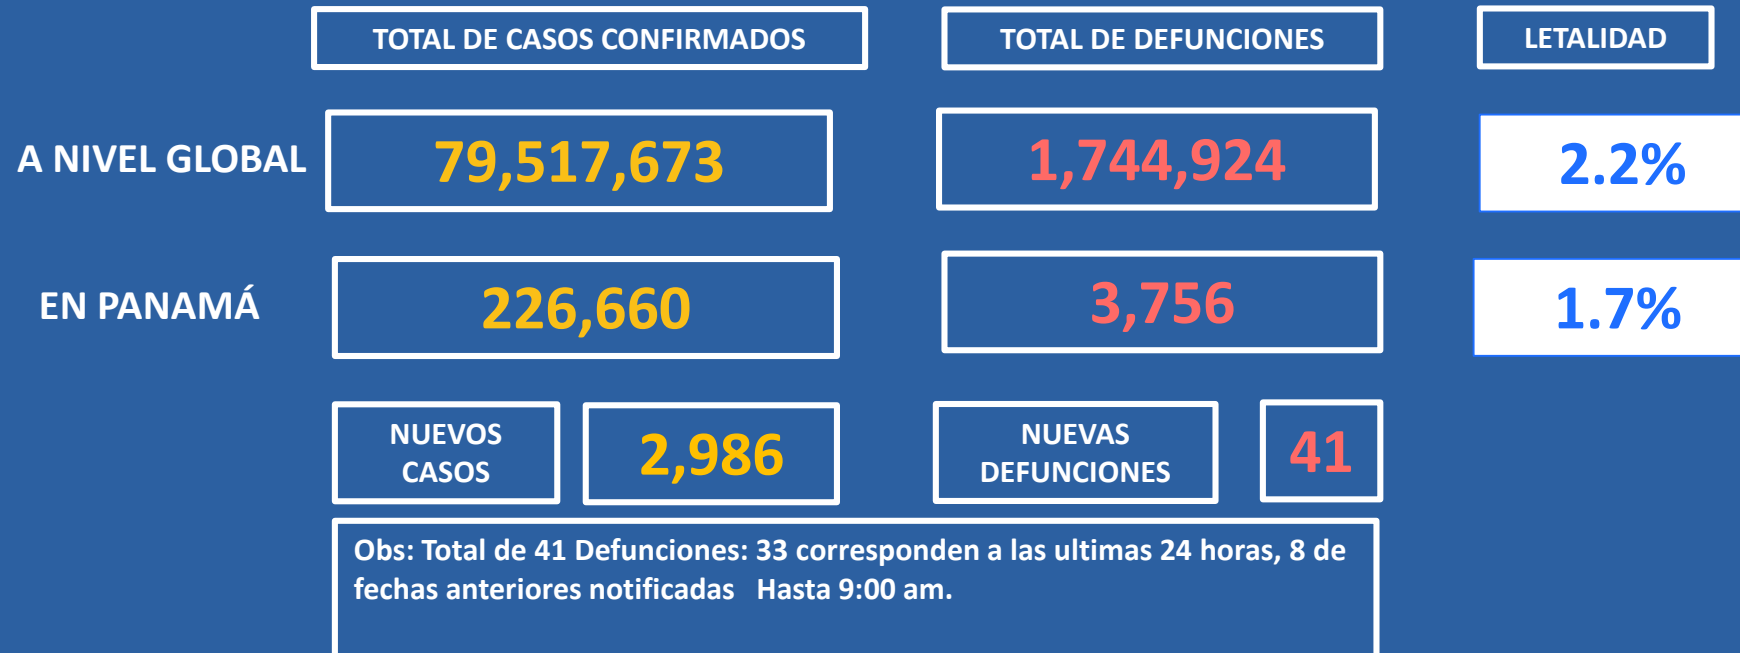 TOTAL DE CASOS CONFIRMADOS
TOTAL DE DEFUNCIONES
LETALIDAD
A NIVEL GLOBAL
79,517,673
1,744,924
2.2%
EN PANAMÁ
226,660
3,756
1.7%
NUEVOS
CASOS
2,986
NUEVAS
DEFUNCIONES
41
Obs: Total de 41 Defunciones: 33 corresponden a las ultimas 24 horas, 8 de
fechas anteriores notificadas   Hasta 9:00 am.